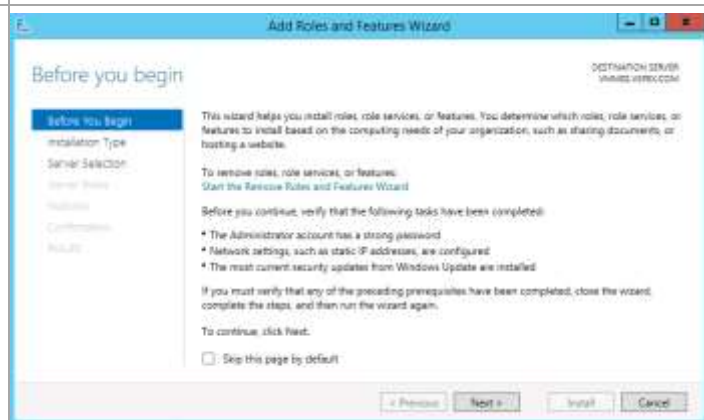 Add Roles and Features Wizard
Before you begin
DESTINATION SERVER
Before You Begin
Installation Type
Server Selection
Server Roles
Features
Confirmation
Results
This wizard helps you install roles, role services, or features. You determine which roles, role services, or
features to install based on the computing needs of your organization, such as sharing documents, or
hosting a website.
To remove roles, role services, or features:
Start the Remove Roles and Features Wizard
Before you continue, verify that the following tasks have been completed:
• The Administrator account has a strong password
• Network settings, such as static IP addresses, are configured
• The most current security updates from Windows Update are installed
If you must verify that any of the preceding prerequisites have been completed, close the wizard,
complete the steps, and then run the wizard again.
To continue, click Next.
Skip this page by default
< Previous
Next >
Install
Cancel